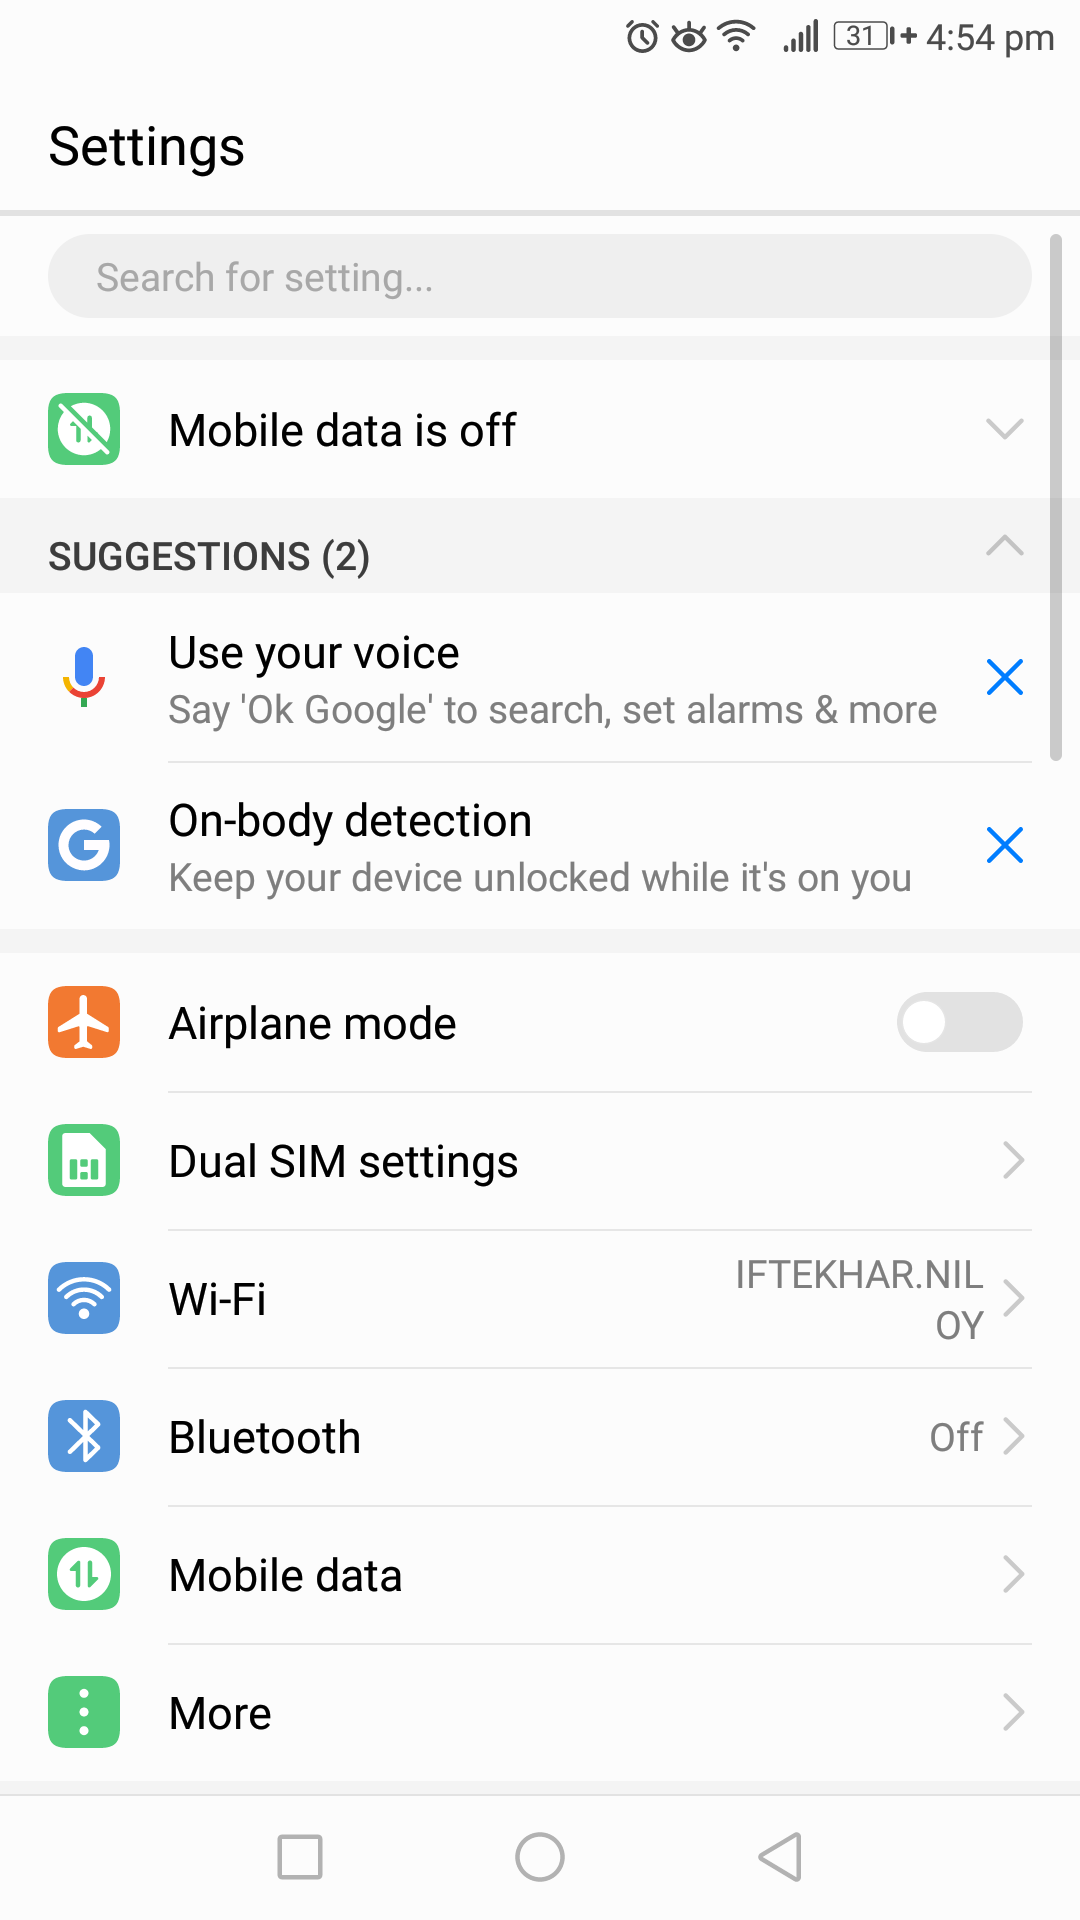 31 4:54 pm
Settings
Search for setting...
Mobile data is off
SUGGESTIONS (2)
Use your voice
Say 'Ok Google' to search, set alarms & more
On-body detection
Keep your device unlocked while it's on you
Airplane mode
Dual SIM settings
Wi-Fi
IFTEKHAR.NIL
OY
Bluetooth Off
Mobile data
More